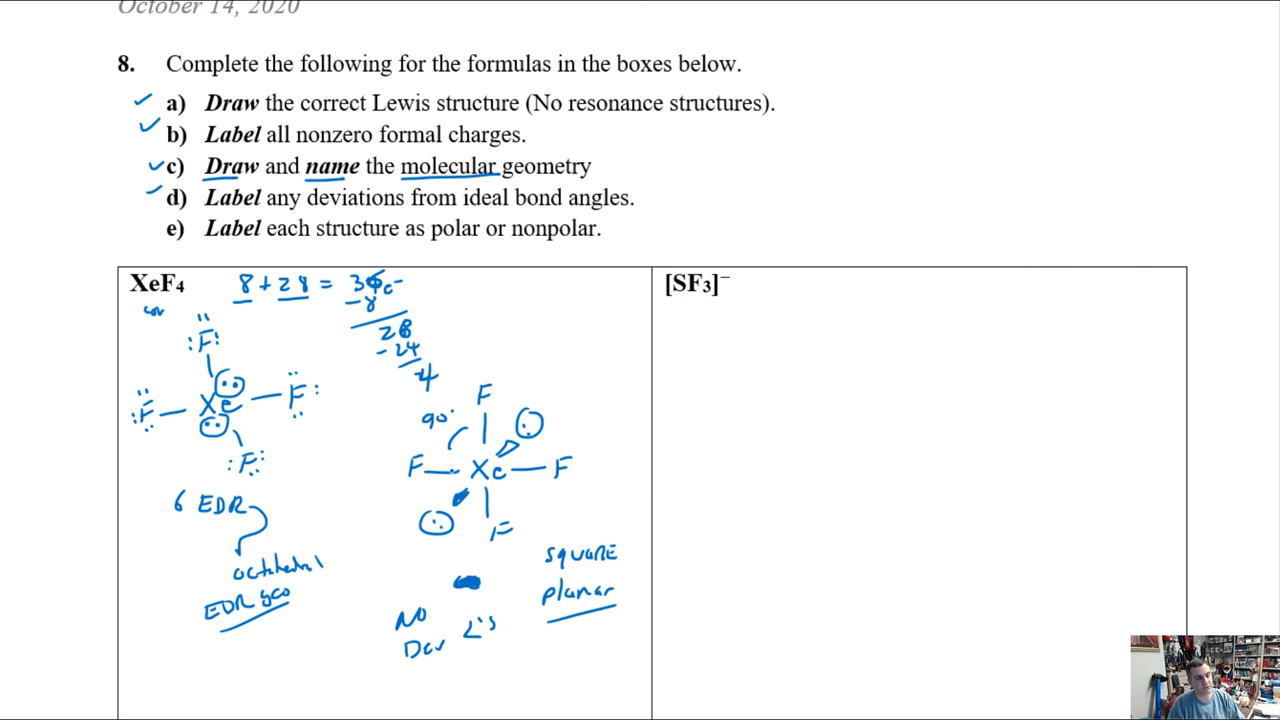 October 14, 2020
8. Complete the following for the formulas in the boxes below.
a) Draw the correct Lewis structure (No resonance structures).
b) Label all nonzero formal charges.
c) Draw and name the molecular geometry
d) Label any deviations from ideal bond angles.
e) Label each structure as polar or nonpolar.
XeF₄ 8 + 28 = 36e-
-8
28
-24
4
:F:
:F — Xe — F:
:F:
F
90°
F — Xe — F
F
6 EDR
octahedral
EDR geo
square
planar
No
Dev ∠'s
[SF₃]⁻